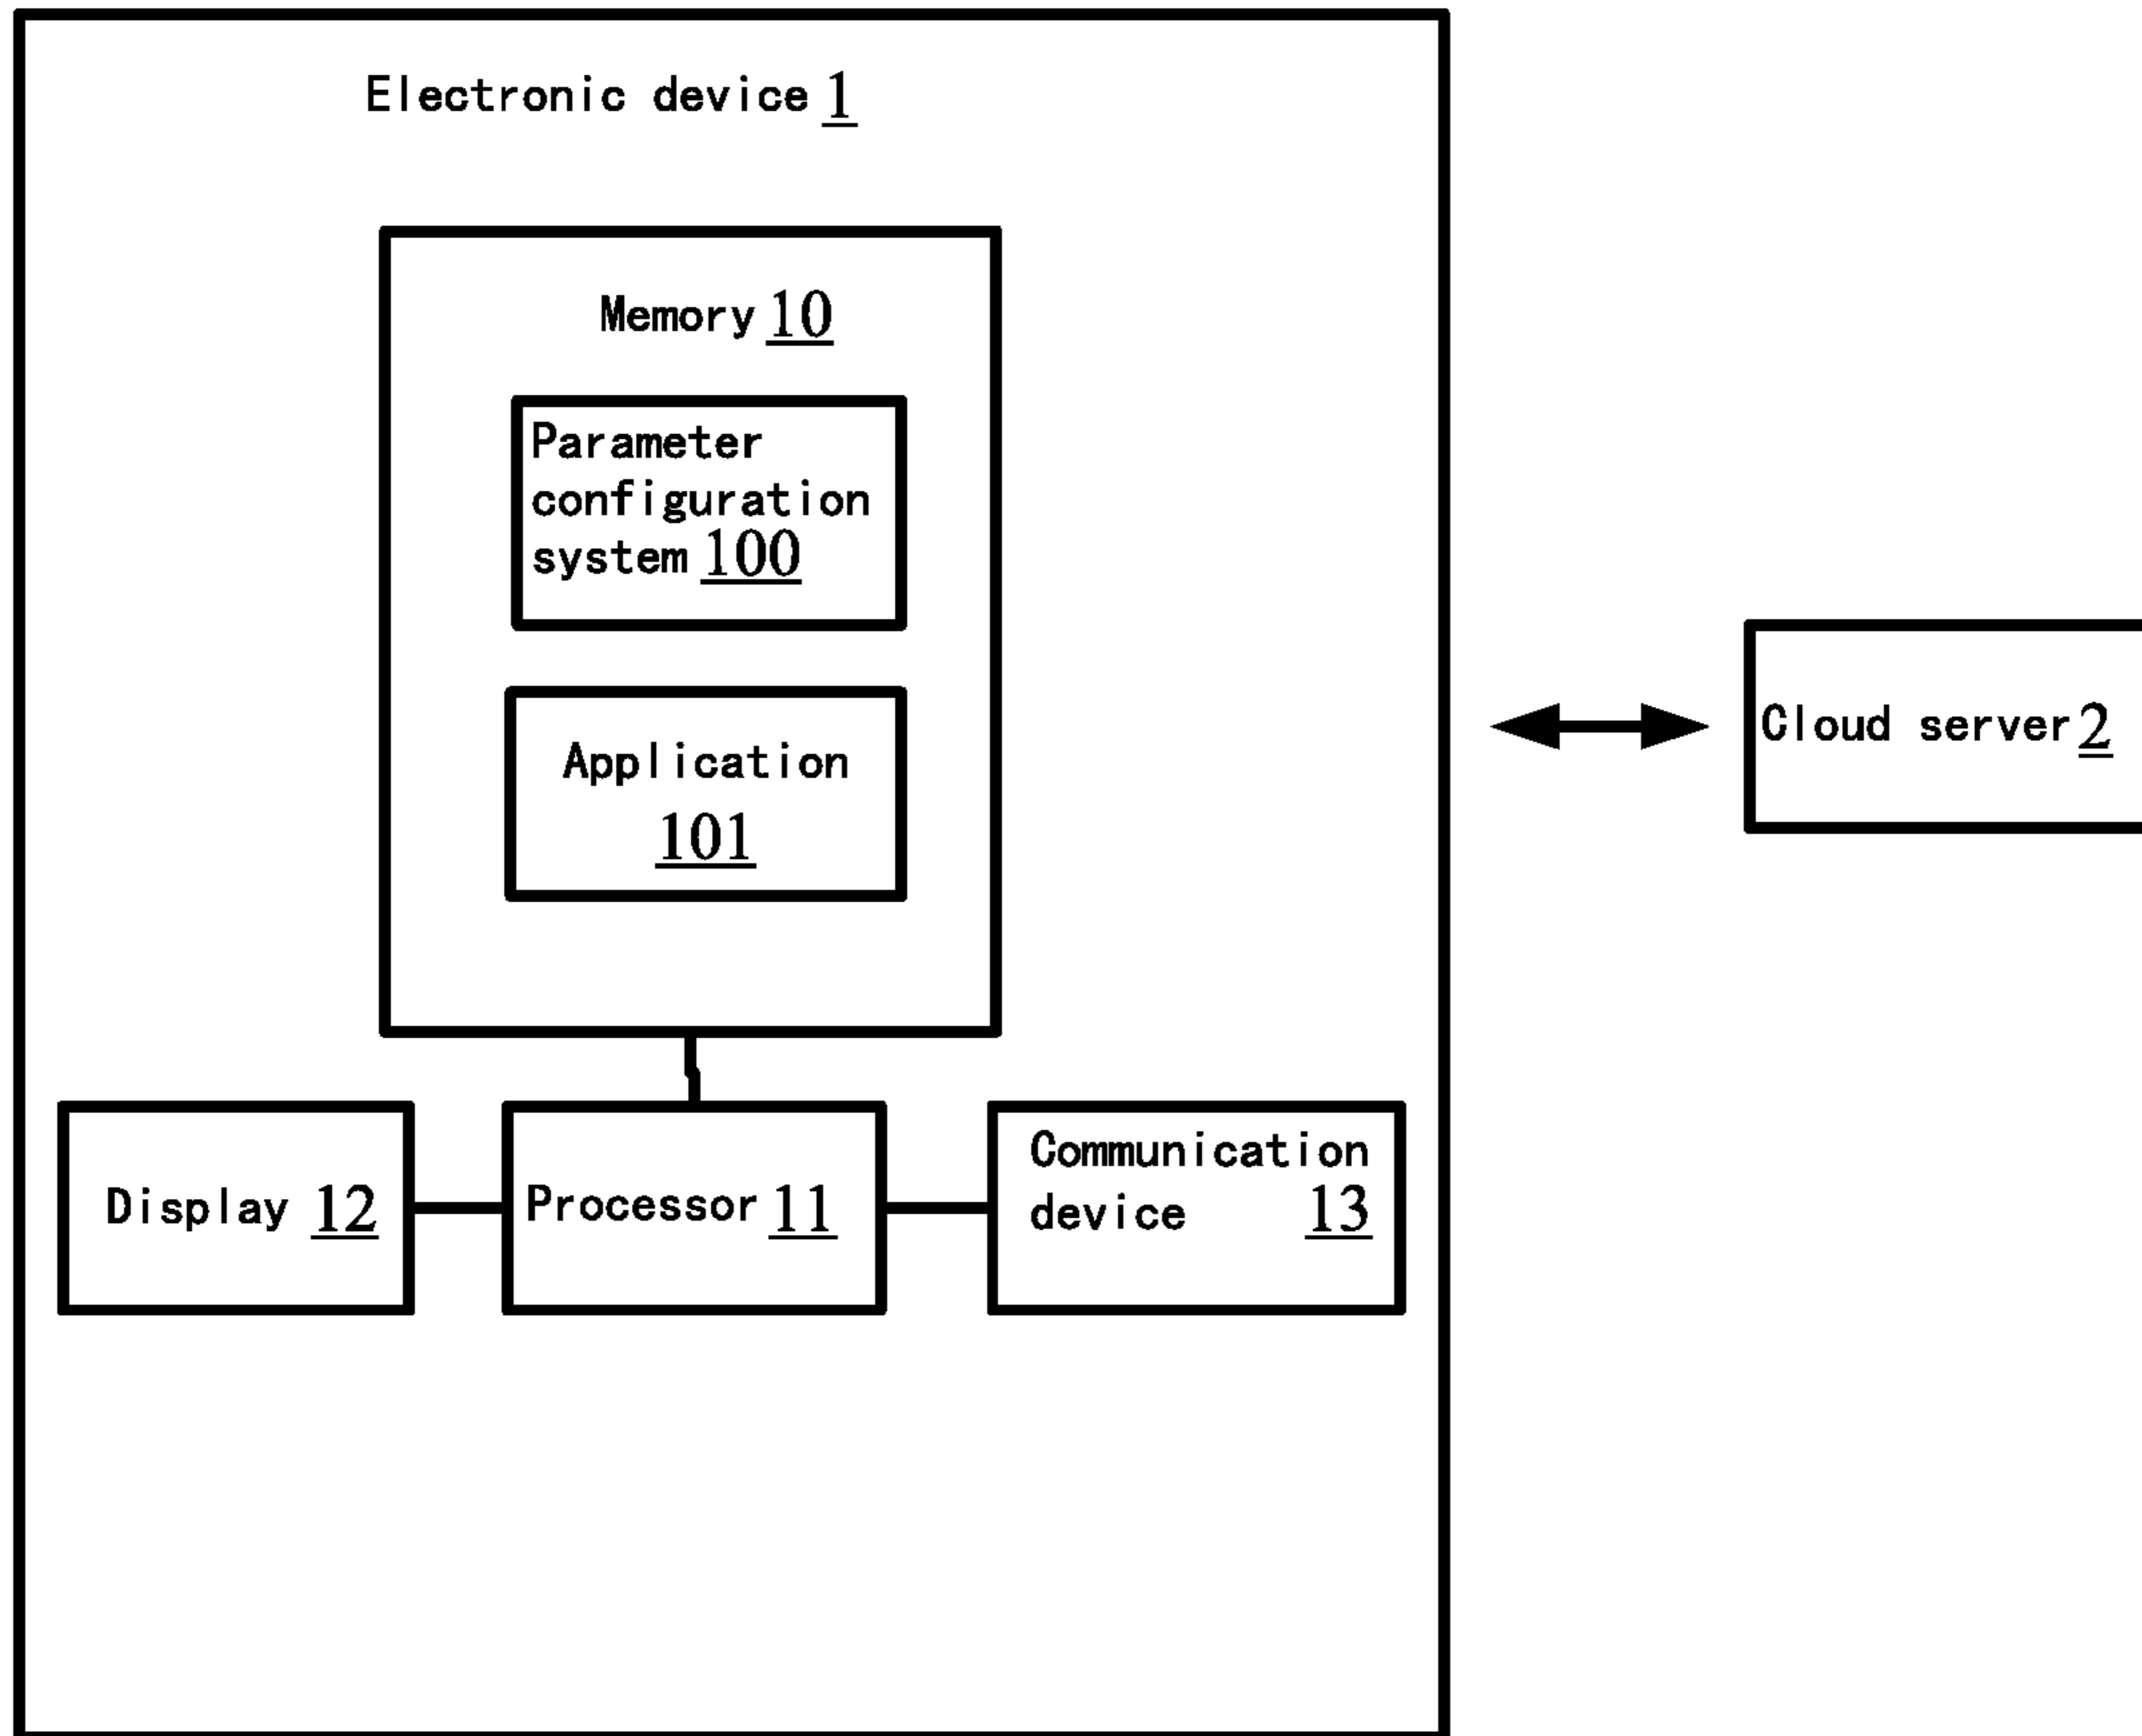 Electronic device 1
Memory 10
Parameter
configuration
system 100
Application
101
Cloud server 2
Display 12
Processor 11
Communication
device 13